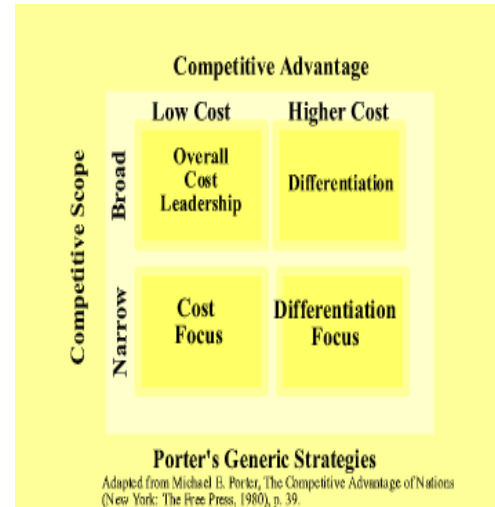 Competitive Advantage
Low Cost Higher Cost
Competitive Scope
Broad
Overall
Cost
Leadership
Differentiation
Narrow
Cost
Focus
Differentiation
Focus
Porter's Generic Strategies
Adapted from Michael E. Porter, The Competitive Advantage of Nations
(New York: The Free Press, 1980), p. 39.